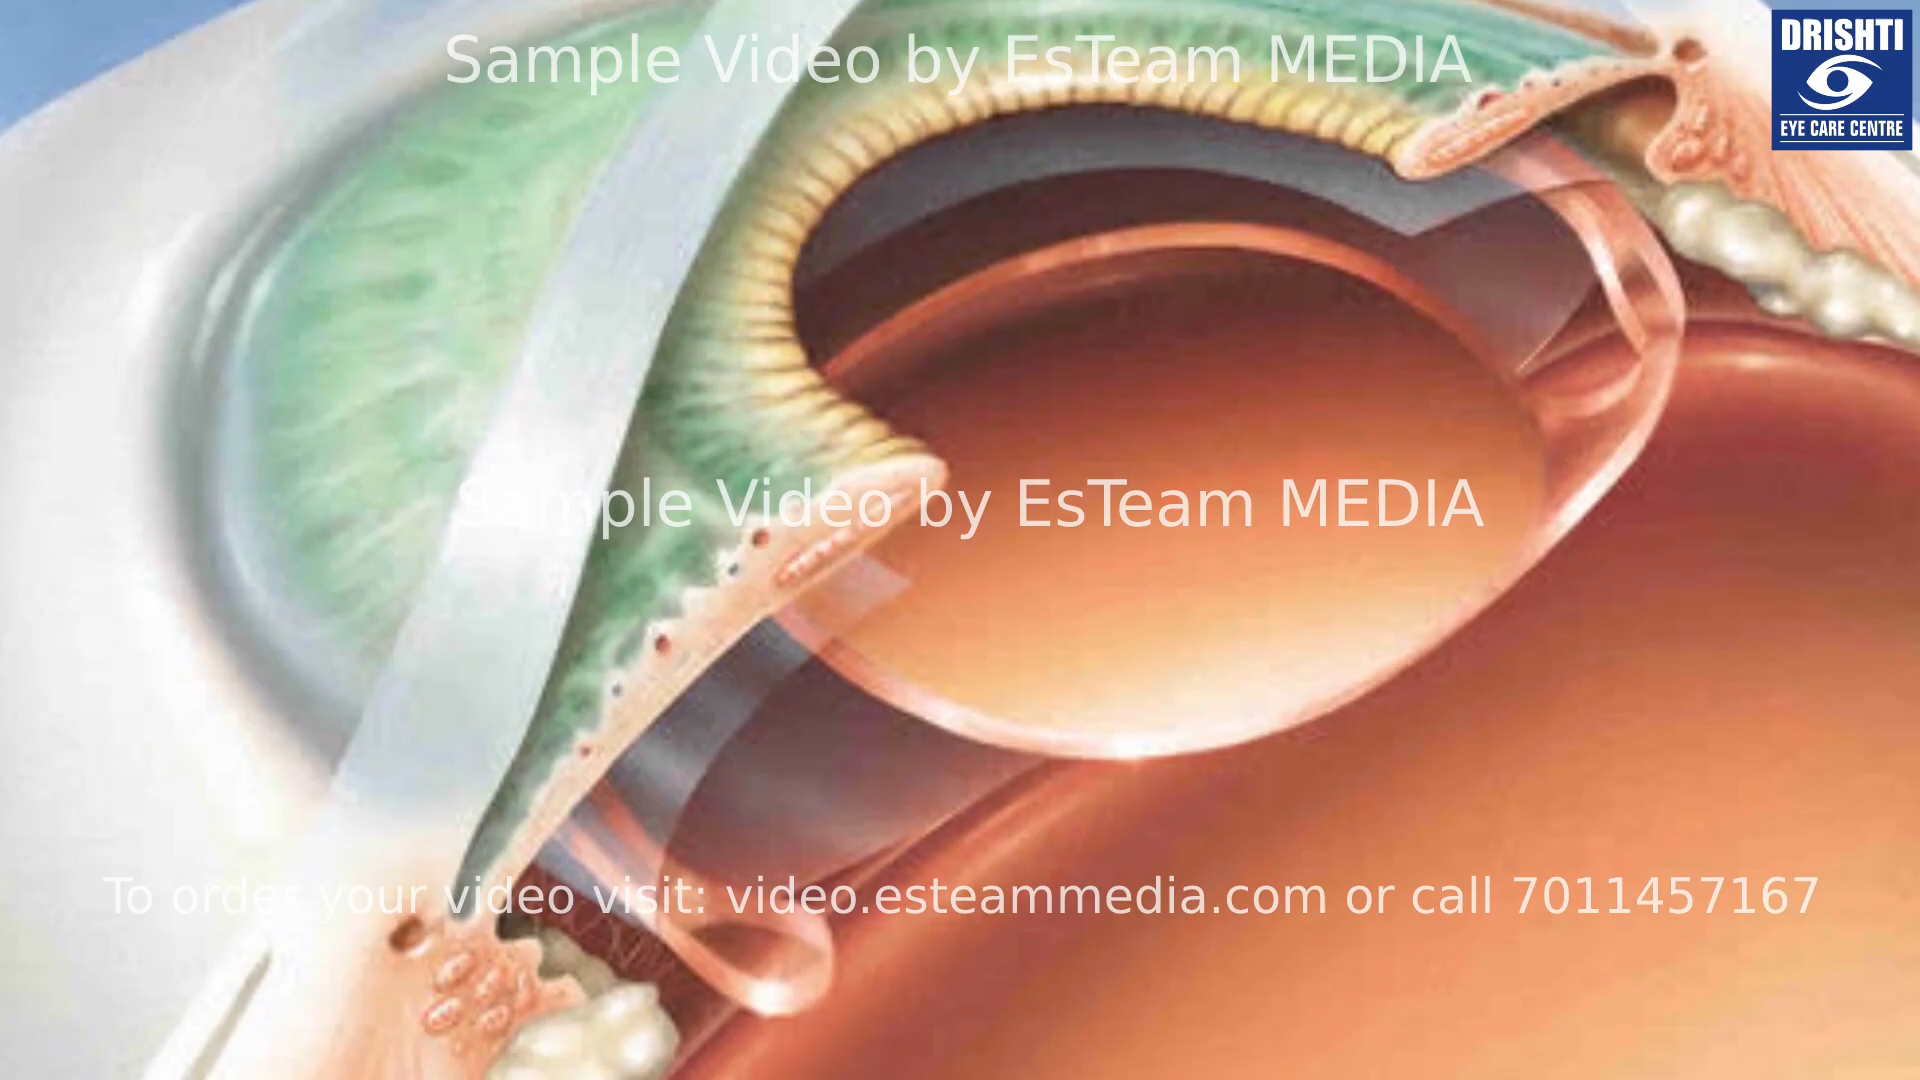 Sample Video by EsTeam MEDIA
DRISHTI
EYE CARE CENTRE
Sample Video by EsTeam MEDIA
To order your video visit: video.esteammedia.com or call 7011457167